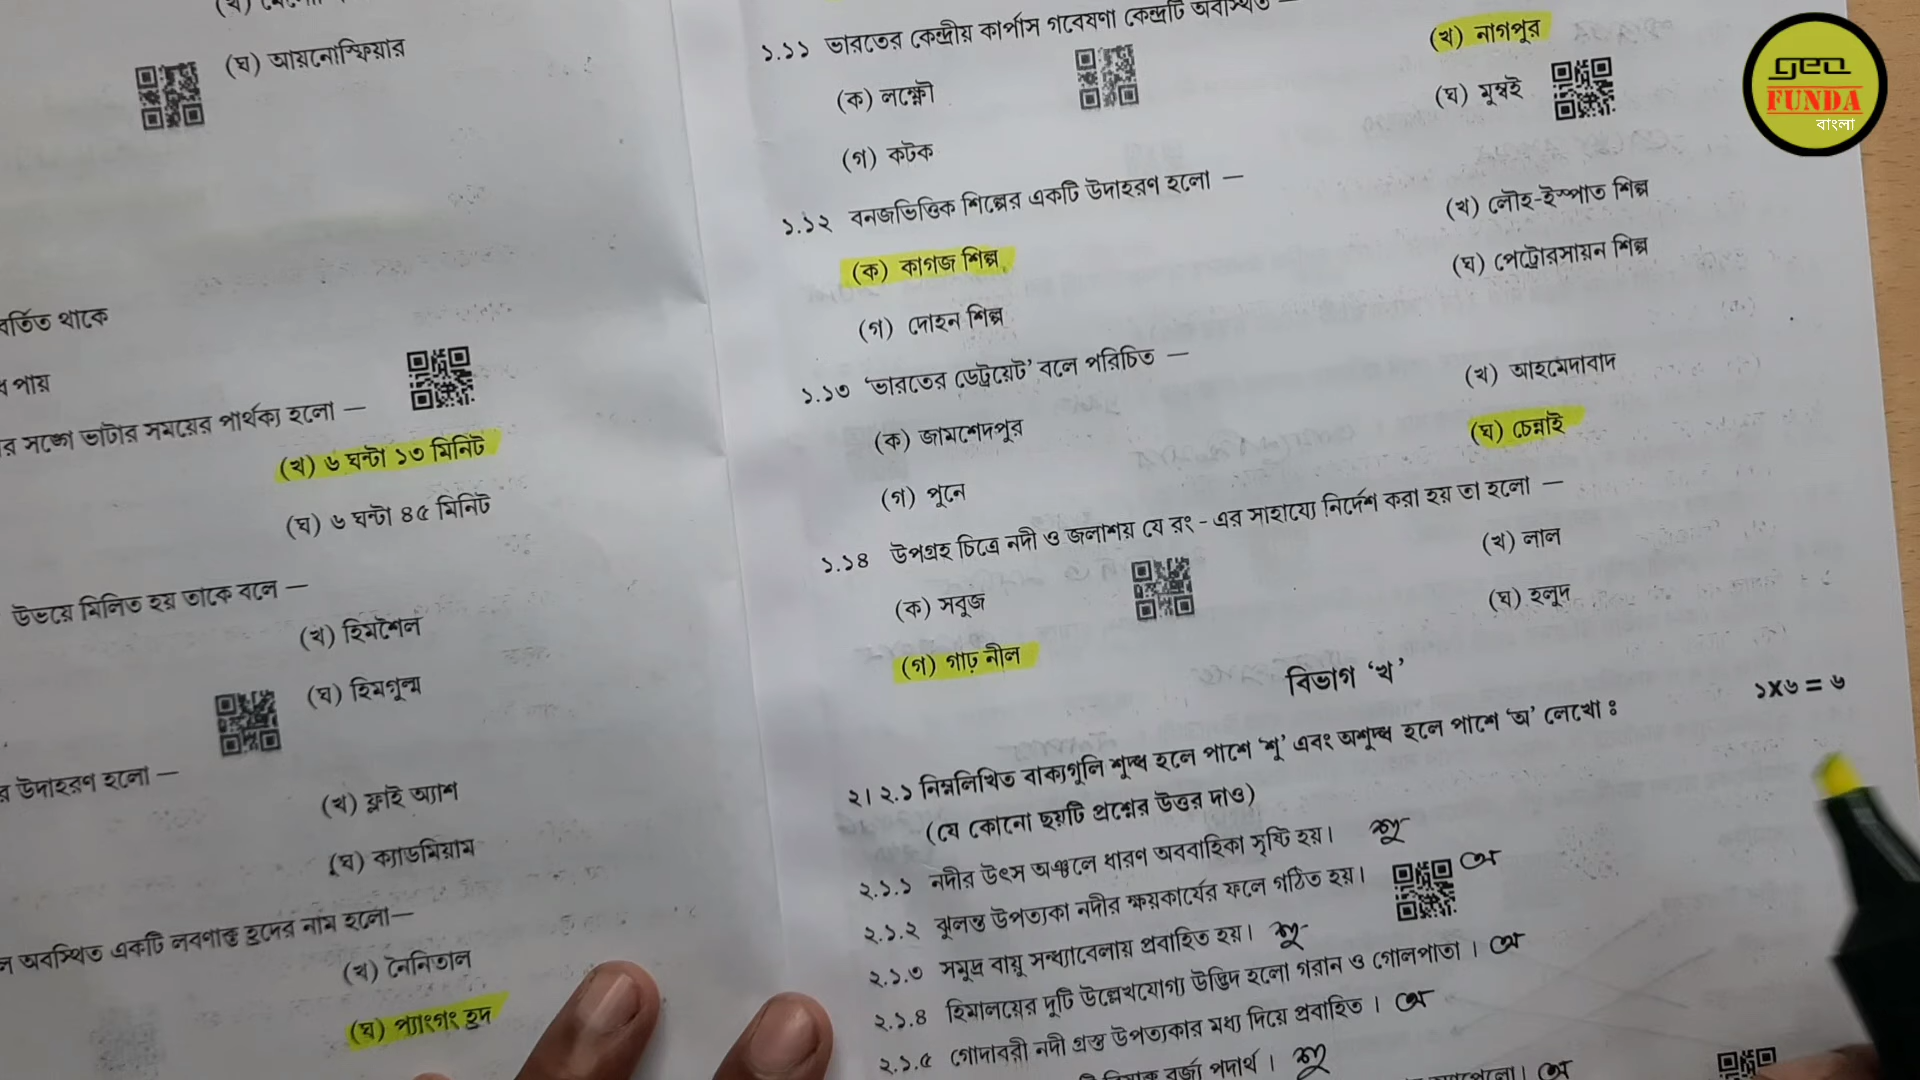 (ঘ) আয়নোস্ফিয়ার
বর্তিত থাকে
পায়
র সঙ্গে ভাটার সময়ের পার্থক্য হলো —
(খ) ৬ ঘন্টা ১৩ মিনিট
(ঘ) ৬ ঘন্টা ৪৫ মিনিট
উভয়ে মিলিত হয় তাকে বলে —
(খ) হিমশৈল
(ঘ) হিমগুল্ম
র উদাহরণ হলো —
(খ) ফ্লাই অ্যাশ
(ঘ) ক্যাডমিয়াম
অবস্থিত একটি লবণাক্ত হ্রদের নাম হলো—
(খ) নৈনিতাল
(ঘ) প্যাংগং হ্রদ
১.১১ ভারতের কেন্দ্রীয় কার্পাস গবেষণা কেন্দ্রটি অবস্থিত —
(ক) লক্ষ্ণৌ
(খ) নাগপুর
(গ) কটক
(ঘ) মুম্বই
১.১২ বনজভিত্তিক শিল্পের একটি উদাহরণ হলো —
(ক) কাগজ শিল্প
(খ) লৌহ-ইস্পাত শিল্প
(গ) দোহন শিল্প
(ঘ) পেট্রোরসায়ন শিল্প
১.১৩ 'ভারতের ডেট্রয়েট' বলে পরিচিত —
(ক) জামশেদপুর
(খ) আহমেদাবাদ
(গ) পুনে
(ঘ) চেন্নাই
১.১৪ উপগ্রহ চিত্রে নদী ও জলাশয় যে রং - এর সাহায্যে নির্দেশ করা হয় তা হলো —
(ক) সবুজ
(খ) লাল
(গ) গাঢ় নীল
(ঘ) হলুদ
বিভাগ 'খ'
২। ২.১ নিম্নলিখিত বাক্যগুলি শুদ্ধ হলে পাশে 'শু' এবং অশুদ্ধ হলে পাশে 'অ' লেখো : ১x৬ = ৬
(যে কোনো ছয়টি প্রশ্নের উত্তর দাও)
২.১.১ নদীর উৎস অঞ্চলে ধারণ অববাহিকা সৃষ্টি হয়। শু
২.১.২ ঝুলন্ত উপত্যকা নদীর ক্ষয়কার্যের ফলে গঠিত হয়। অ
২.১.৩ সমুদ্র বায়ু সন্ধ্যাবেলায় প্রবাহিত হয়। শু
২.১.৪ হিমালয়ের দুটি উল্লেখযোগ্য উদ্ভিদ হলো গরান ও গোলপাতা । অ
২.১.৫ গোদাবরী নদী গ্রস্ত উপত্যকার মধ্য দিয়ে প্রবাহিত । অ
বর্জ্য পদার্থ । শু
অ
geo
FUNDA
বাংলা